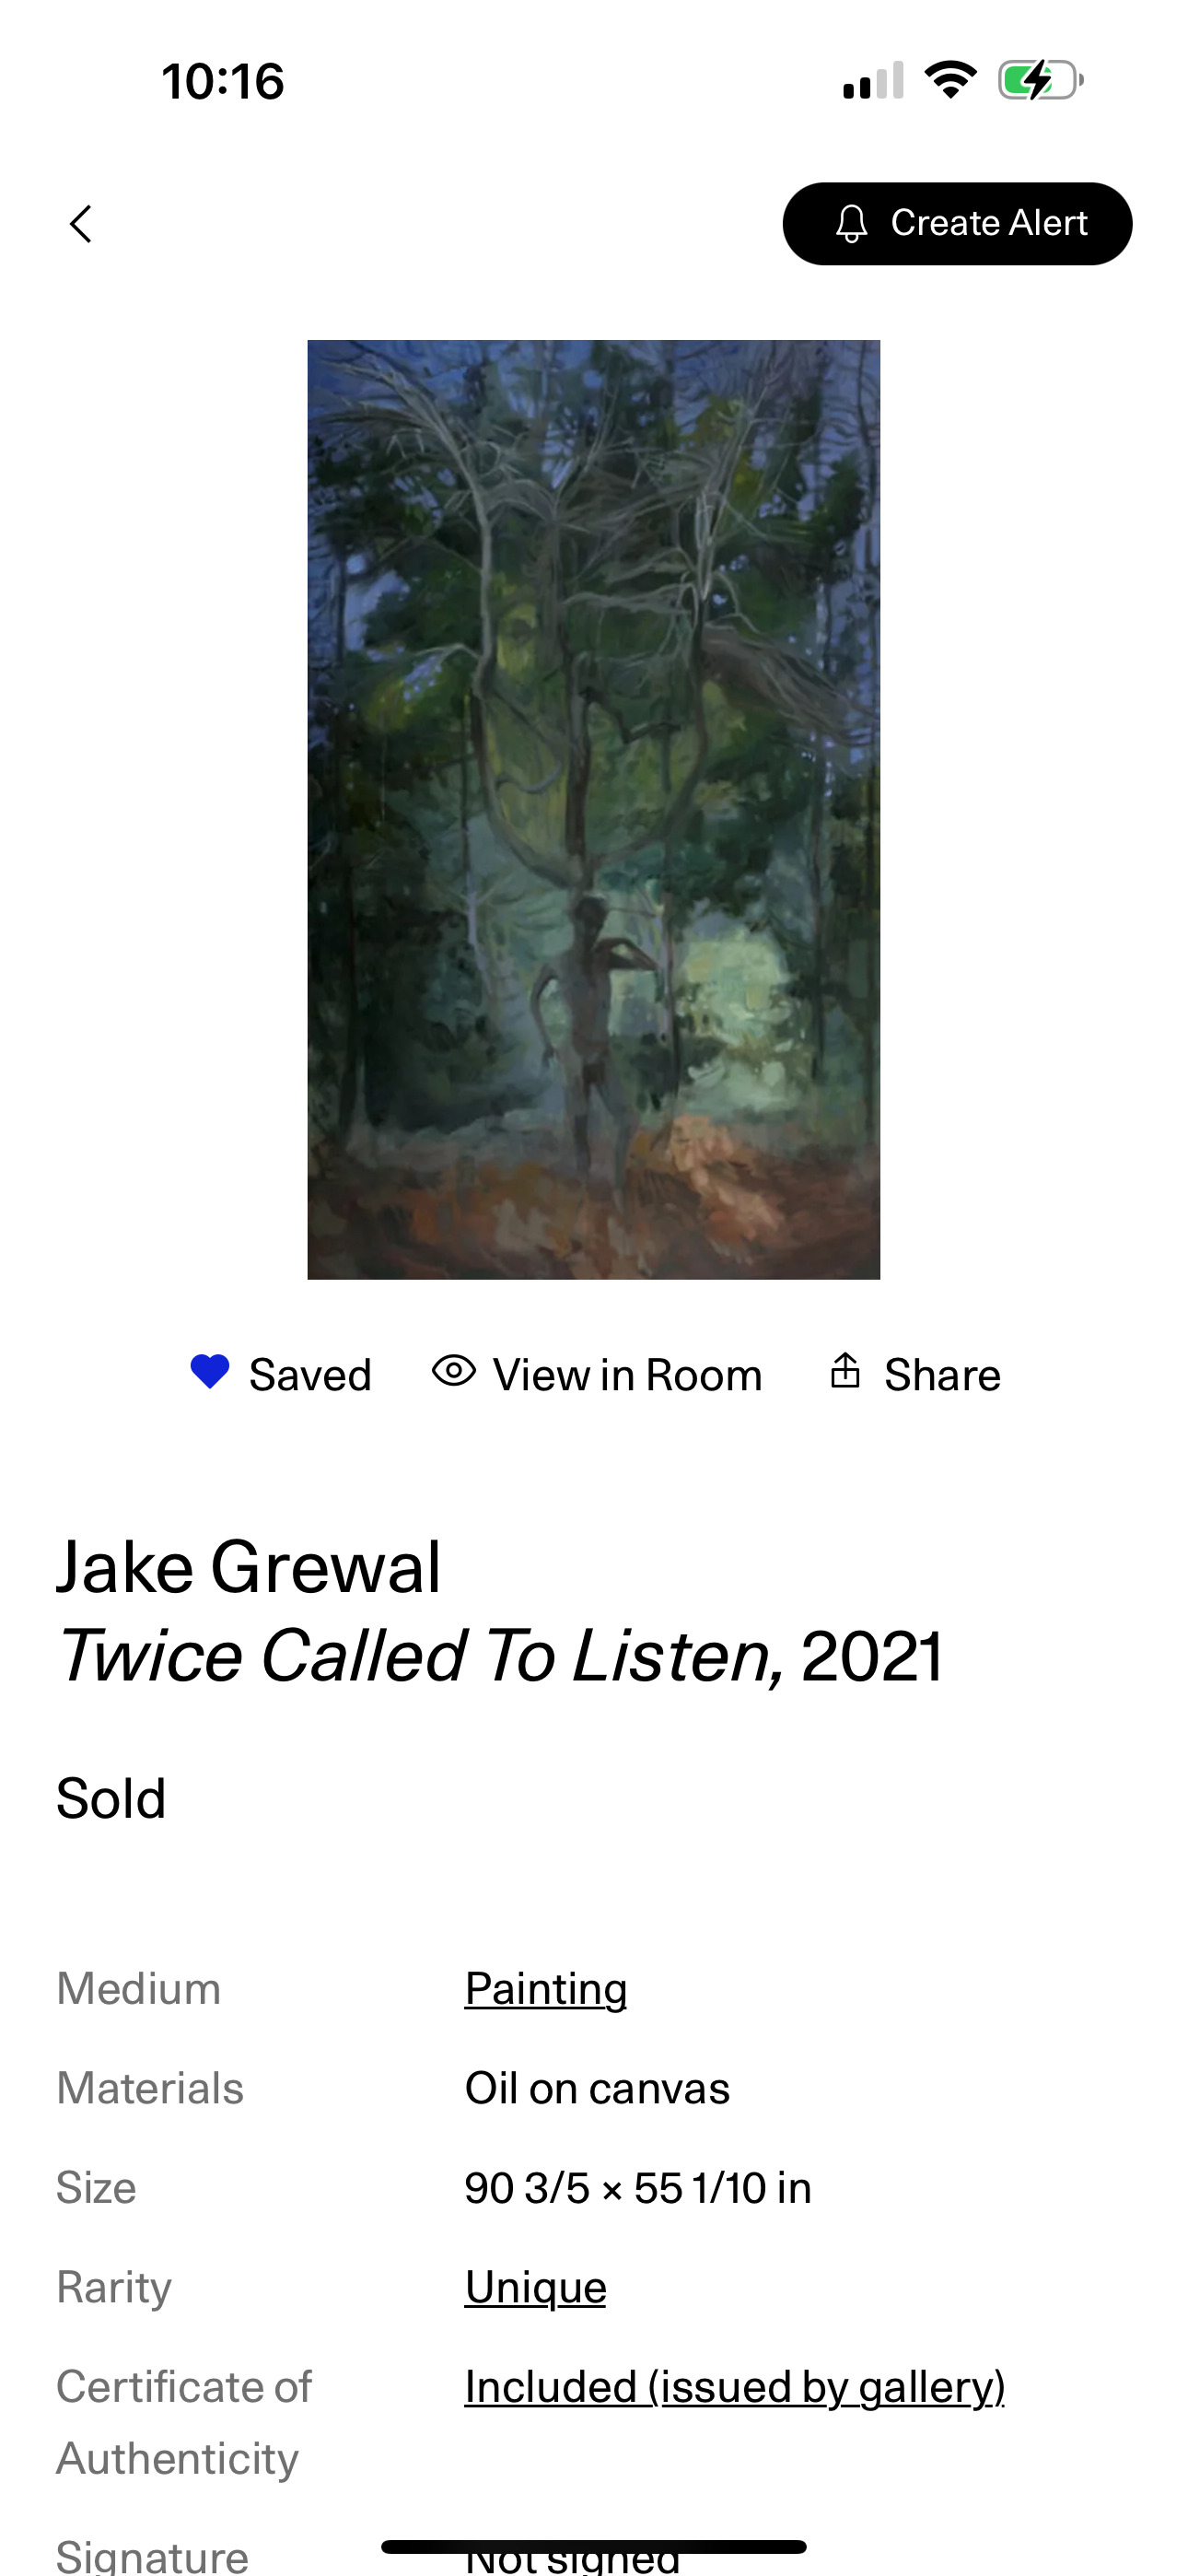 10:16
Create Alert
Saved View in Room Share
Jake Grewal
Twice Called To Listen, 2021
Sold
Medium Painting
Materials Oil on canvas
Size 90 3/5 × 55 1/10 in
Rarity Unique
Certificate of Included (issued by gallery)
Authenticity
Signature Not signed